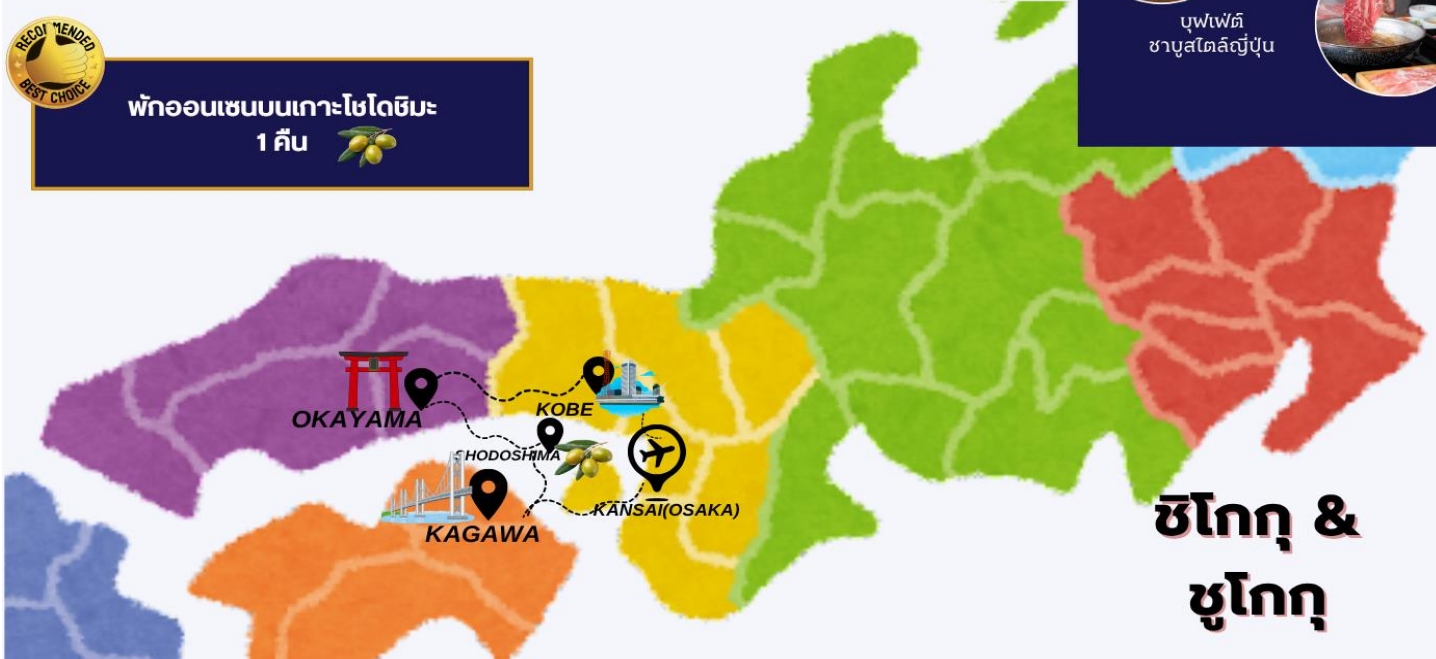 RECOMMENDED
BEST CHOICE
พักออนเซนบนเกาะโชโดชิมะ
1 คืน
บุฟเฟ่ต์
ชาบูสไตล์ญี่ปุ่น
OKAYAMA
KOBE
SHODOSHIMA
KANSAI(OSAKA)
KAGAWA
ชิโกกุ &
ชูโกกุ